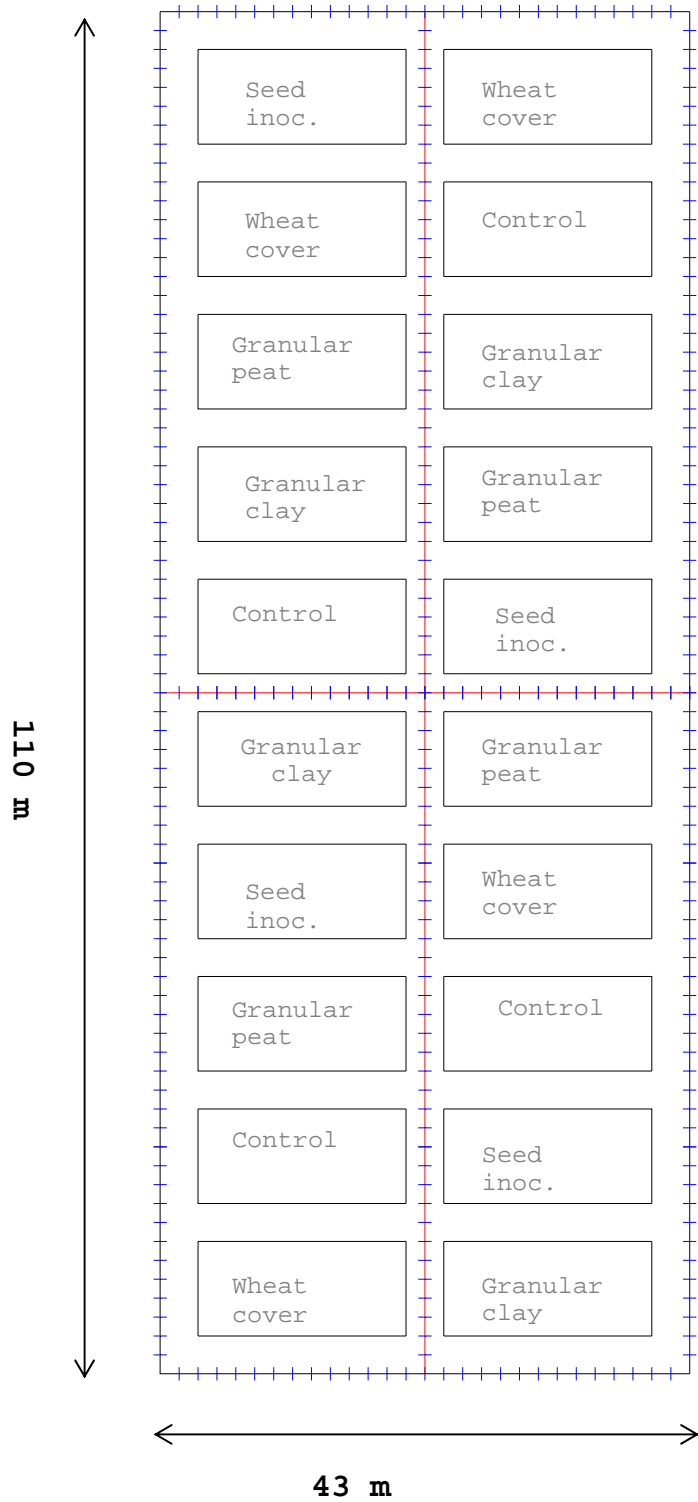 Seed
inoc.
Wheat
cover
Wheat
cover
Control
Granular
peat
Granular
clay
Granular
clay
Granular
peat
Control
Seed
inoc.
110 m
Granular
clay
Granular
peat
Seed
inoc.
Wheat
cover
Granular
peat
Control
Control
Seed
inoc.
Wheat
cover
Granular
clay
43 m